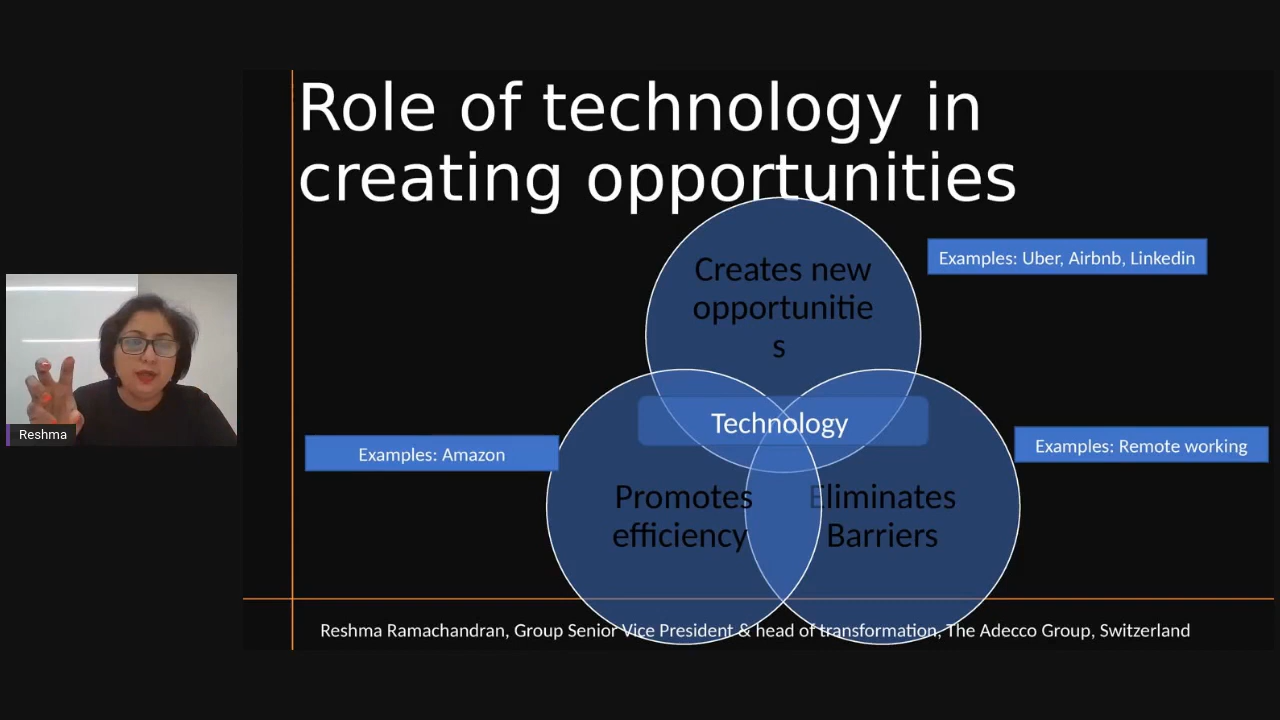 Role of technology in
creating opportunities
Creates new
opportunitie
s
Examples: Uber, Airbnb, Linkedin
Technology
Examples: Amazon
Examples: Remote working
Promotes
efficiency
Eliminates
Barriers
Reshma
Reshma Ramachandran, Group Senior Vice President & head of transformation, The Adecco Group, Switzerland